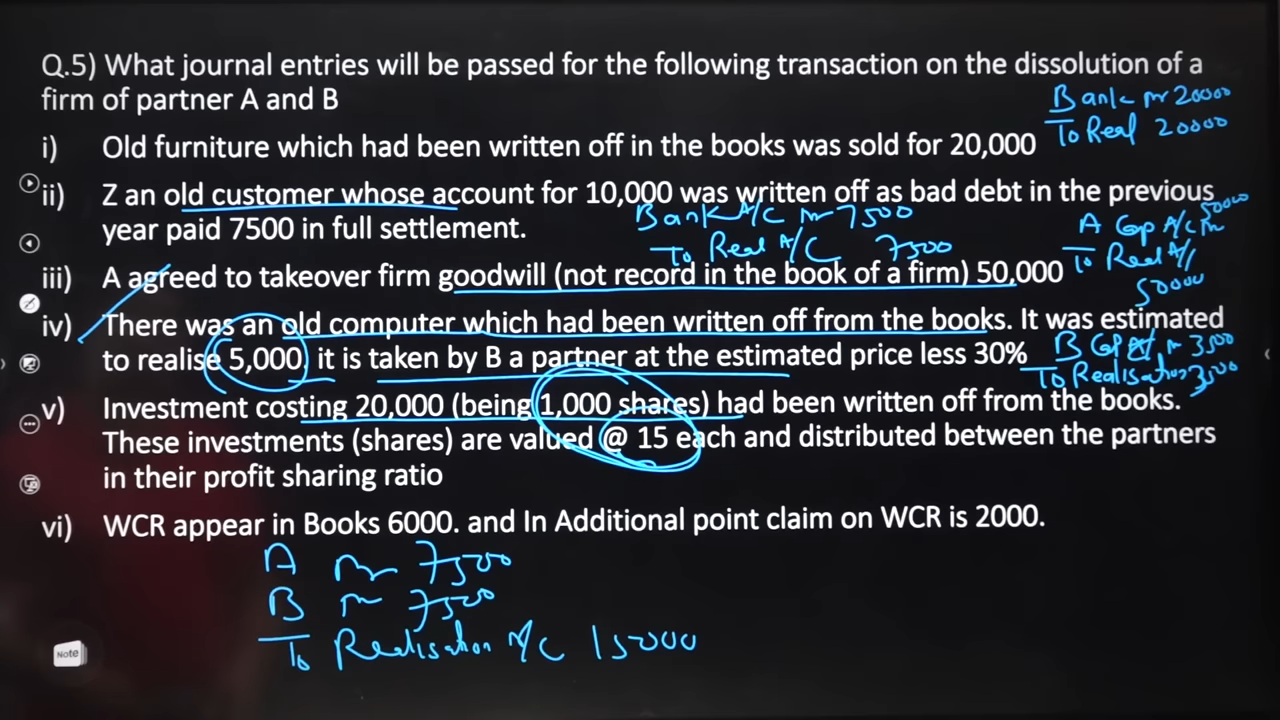 Q.5) What journal entries will be passed for the following transaction on the dissolution of a
firm of partner A and B
Bank Dr 20000
To Real 20000
i) Old furniture which had been written off in the books was sold for 20,000
ii) Z an old customer whose account for 10,000 was written off as bad debt in the previous
year paid 7500 in full settlement.
Bank A/C Dr 7500
To Real A/C 7500
iii) A agreed to takeover firm goodwill (not record in the book of a firm) 50,000
A Cap A/C Dr 50000
To Real A/
50000
iv) There was an old computer which had been written off from the books. It was estimated
to realise 5,000. it is taken by B a partner at the estimated price less 30%
B Cap Dr 3500
To Realisation 3500
v) Investment costing 20,000 (being 1,000 shares) had been written off from the books.
These investments (shares) are valued @ 15 each and distributed between the partners
in their profit sharing ratio
vi) WCR appear in Books 6000. and In Additional point claim on WCR is 2000.
A Dr 7500
B Dr 7500
To Realisation A/C 15000
Note